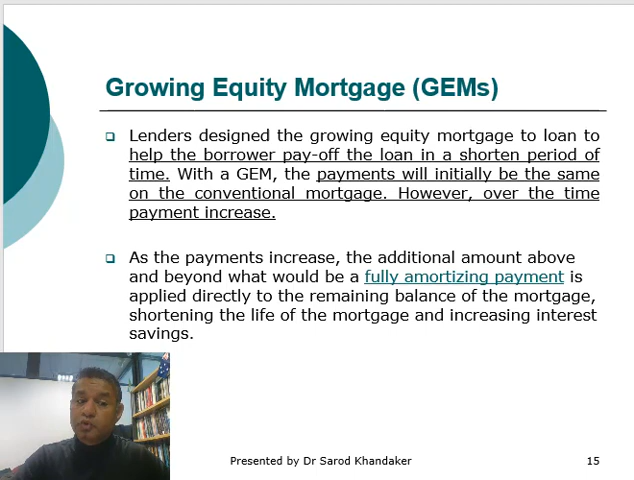 Growing Equity Mortgage (GEMs)
Lenders designed the growing equity mortgage to loan to
help the borrower pay-off the loan in a shorten period of
time. With a GEM, the payments will initially be the same
on the conventional mortgage. However, over the time
payment increase.
As the payments increase, the additional amount above
and beyond what would be a fully amortizing payment is
applied directly to the remaining balance of the mortgage,
shortening the life of the mortgage and increasing interest
savings.
Presented by Dr Sarod Khandaker
15